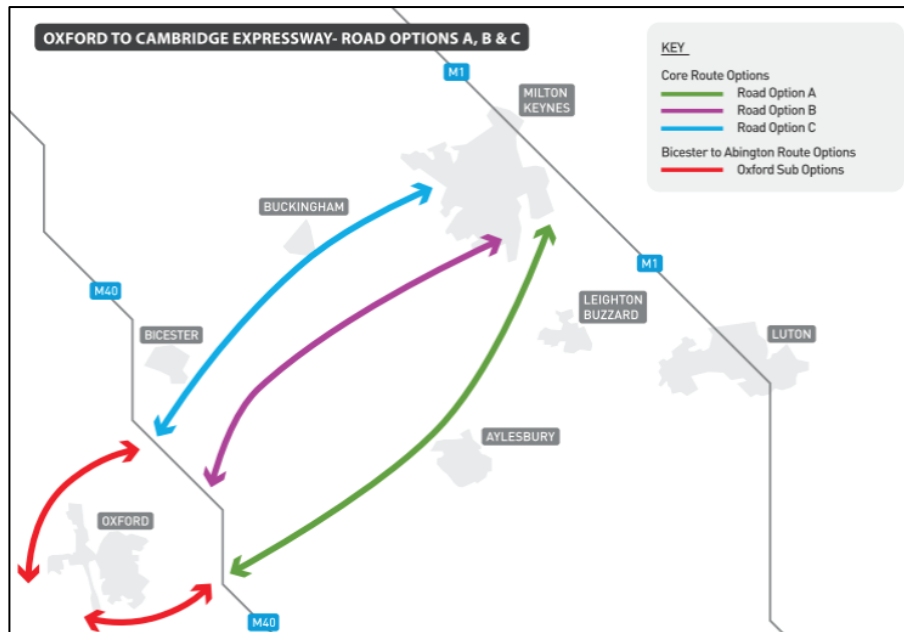 OXFORD TO CAMBRIDGE EXPRESSWAY- ROAD OPTIONS A, B & C
KEY
Core Route Options
Road Option A
Road Option B
Road Option C
Bicester to Abington Route Options
Oxford Sub Options
M1
MILTON
KEYNES
BUCKINGHAM
M1
M40
LEIGHTON
BUZZARD
BICESTER
LUTON
AYLESBURY
OXFORD
M40